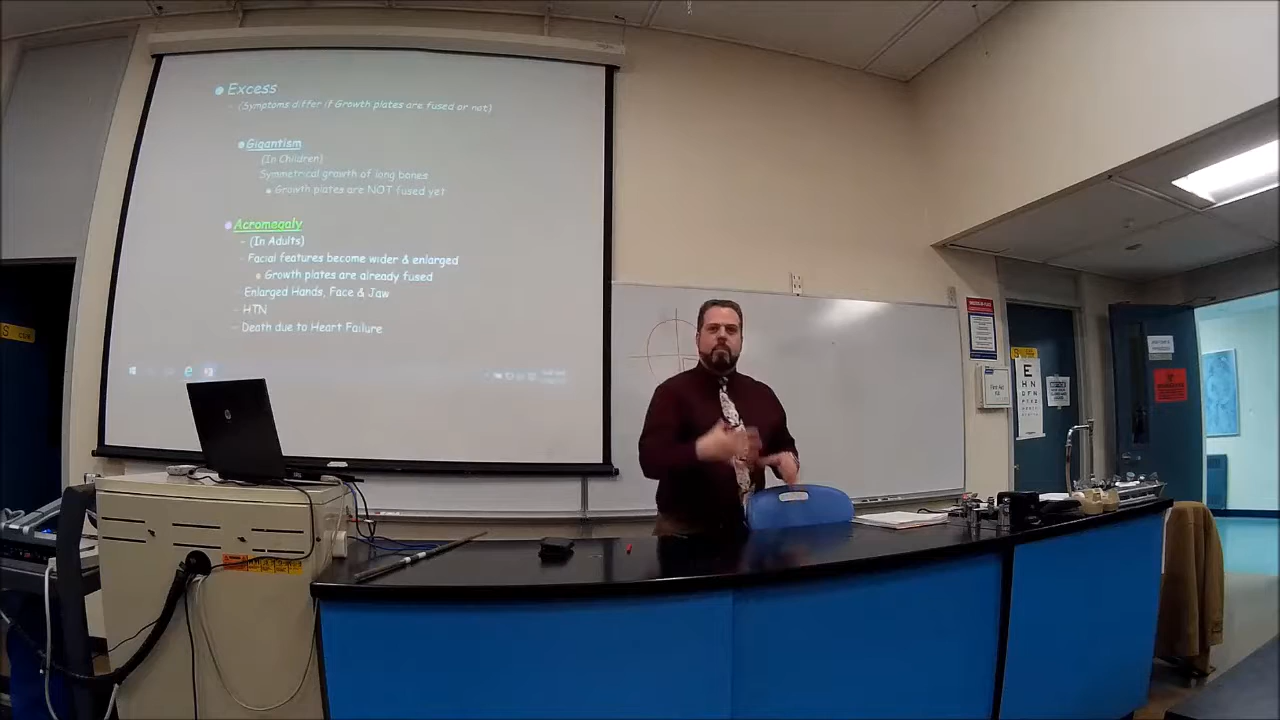 Excess
(Symptoms differ if Growth plates are fused or not)
Gigantism
(In Children)
Symmetrical growth of long bones
Growth plates are NOT fused yet
Acromegaly
- (In Adults)
- Facial features become wider & enlarged
Growth plates are already fused
- Enlarged Hands, Face & Jaw
- HTN
- Death due to Heart Failure
First Aid
E
H N
D F N